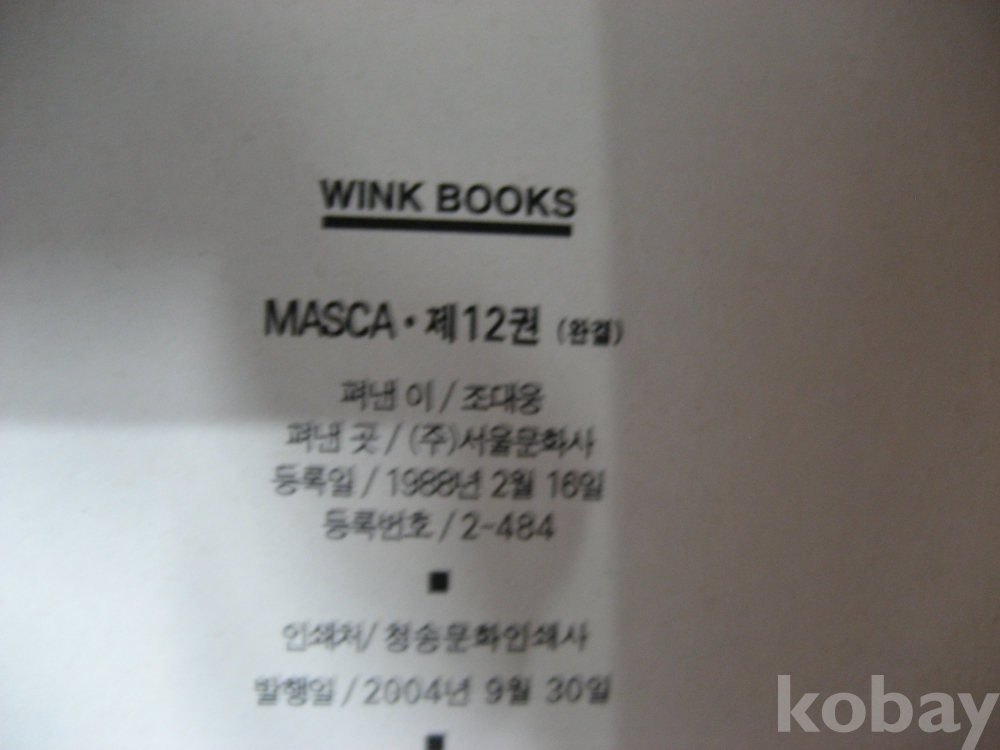 WINK BOOKS
MASCA · 제12권 (완결)
펴낸 이 / 조대웅
펴낸 곳 / (주)서울문화사
등록일 / 1988년 2월 16일
등록번호 / 2-484
■
인쇄처/ 청송문화인쇄사
발행일 / 2004년 9월 30일
kobay